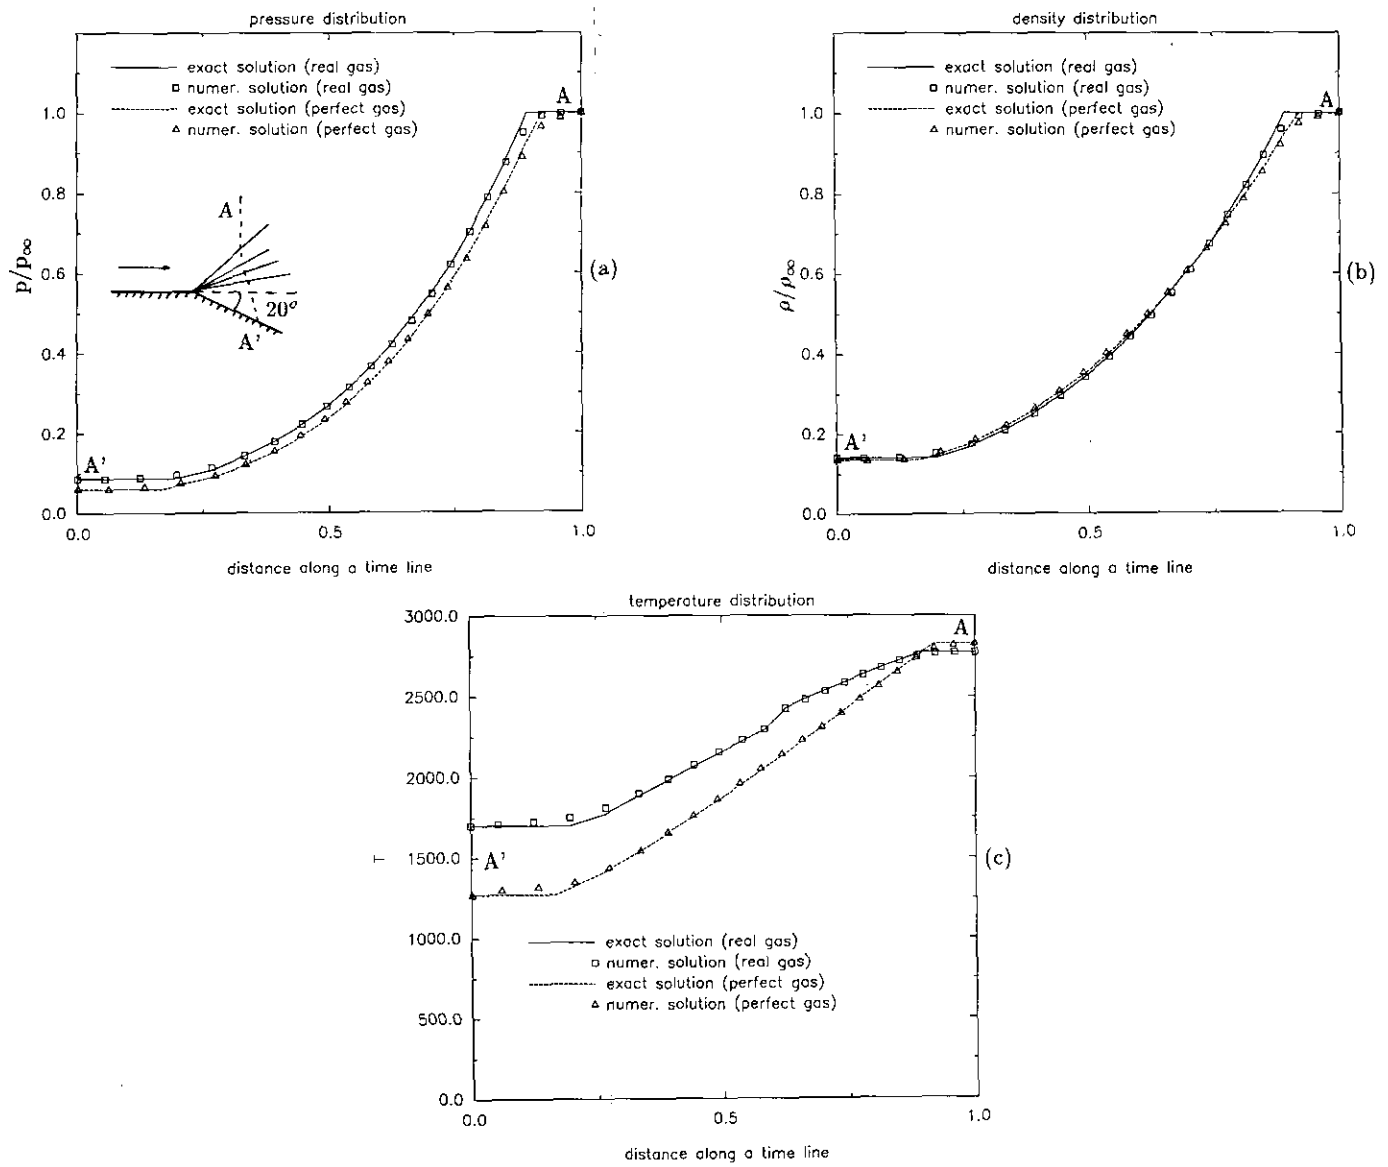 pressure distribution
exact solution (real gas)
numer. solution (real gas)
exact solution (perfect gas)
numer. solution (perfect gas)
A
1.0
0.8
0.6
0.4
0.2
0.0
p/p∞
A
20°
A'
A'
0.0
0.5
1.0
distance along a time line
(a)
density distribution
exact solution (real gas)
numer. solution (real gas)
exact solution (perfect gas)
numer. solution (perfect gas)
A
1.0
0.8
0.6
0.4
0.2
0.0
ρ/ρ∞
A'
0.0
0.5
1.0
distance along a time line
(b)
temperature distribution
3000.0
2500.0
2000.0
1500.0
1000.0
500.0
0.0
T
A
A'
exact solution (real gas)
numer. solution (real gas)
exact solution (perfect gas)
numer. solution (perfect gas)
0.0
0.5
1.0
distance along a time line
(c)